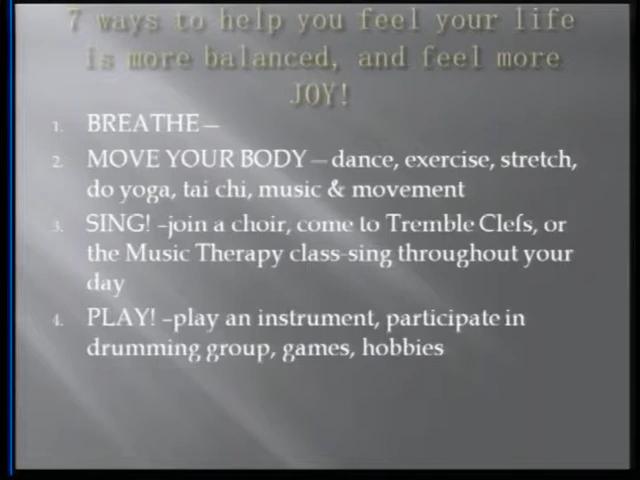 7 ways to help you feel your life
is more balanced, and feel more
JOY!
1. BREATHE—
2. MOVE YOUR BODY—dance, exercise, stretch,
do yoga, tai chi, music & movement
3. SING! –join a choir, come to Tremble Clefs, or
the Music Therapy class-sing throughout your
day
4. PLAY! –play an instrument, participate in
drumming group, games, hobbies